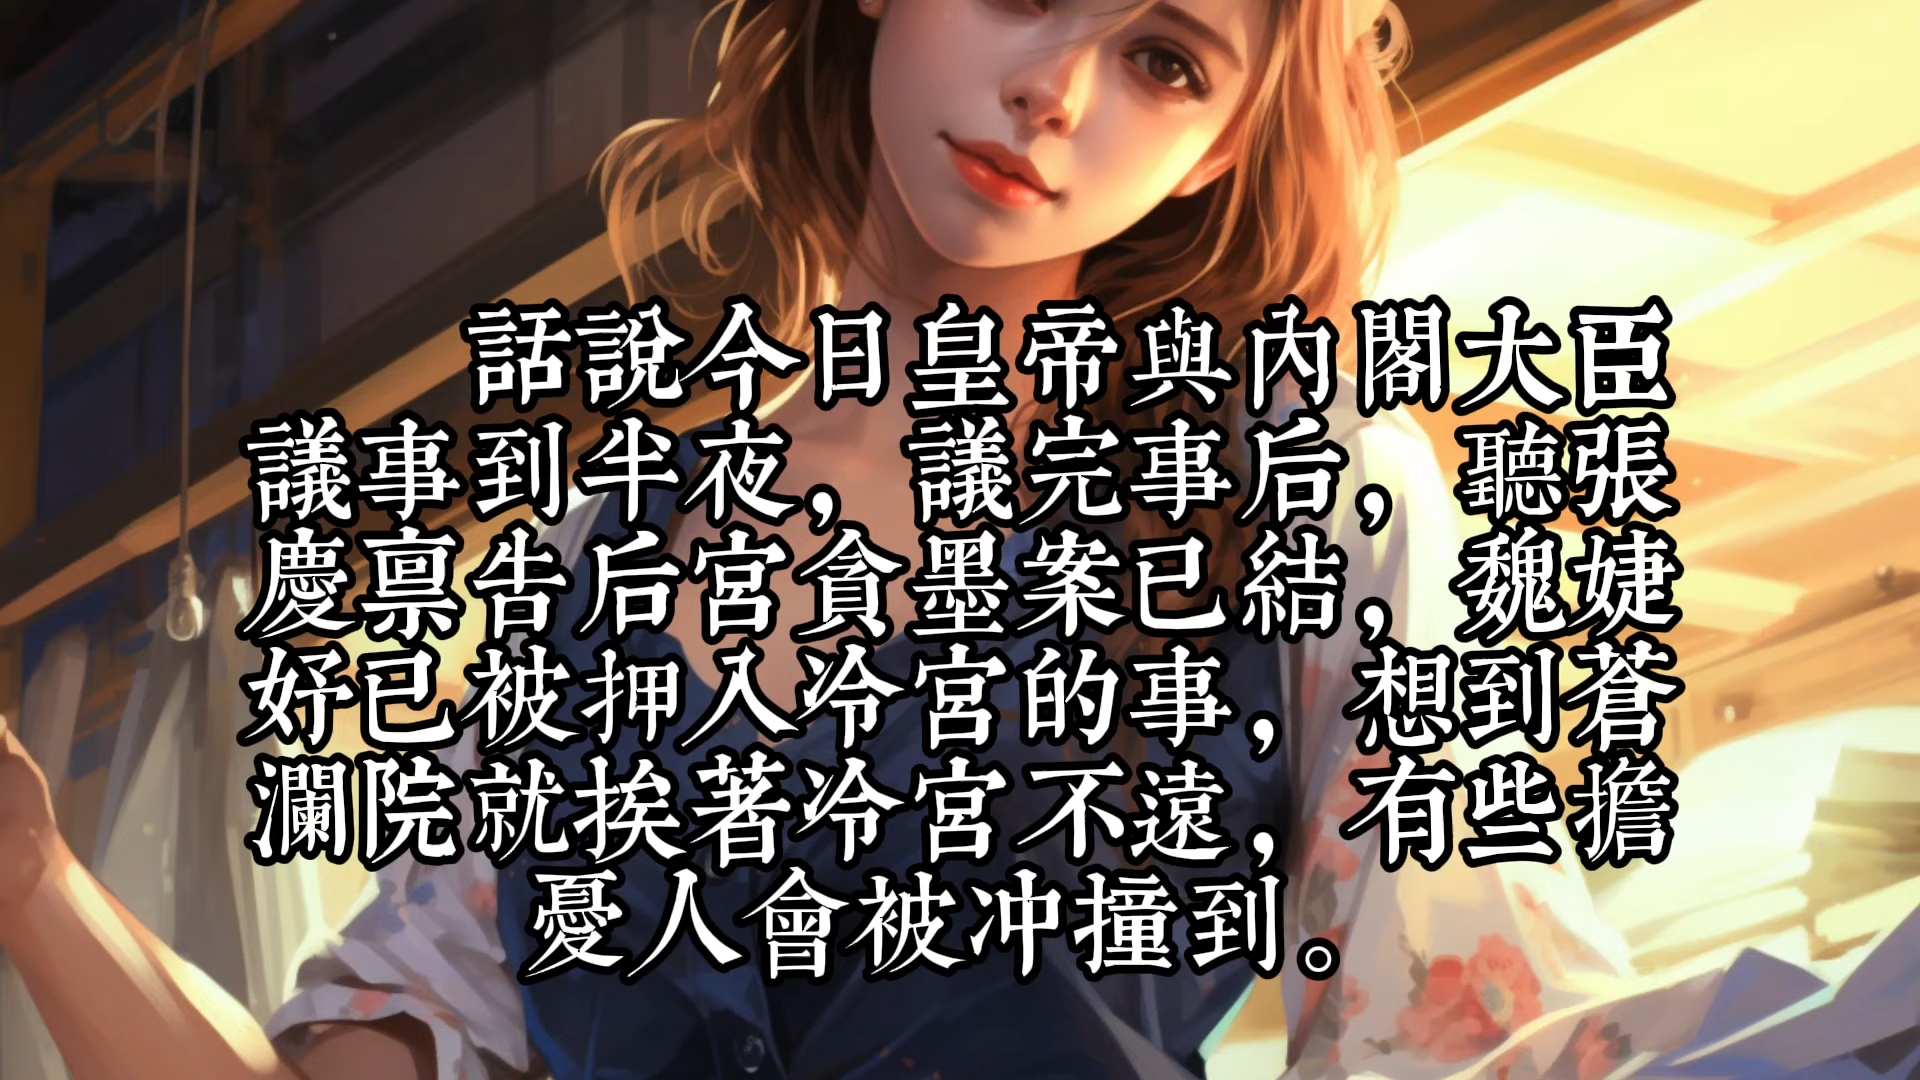 話說今日皇帝與內閣大臣
議事到半夜，議完事后，聽張
慶禀告后宮貪墨案已結，魏婕
妤已被押入冷宮的事，想到蒼
瀾院就挨著冷宮不遠，有些擔
憂人會被冲撞到。